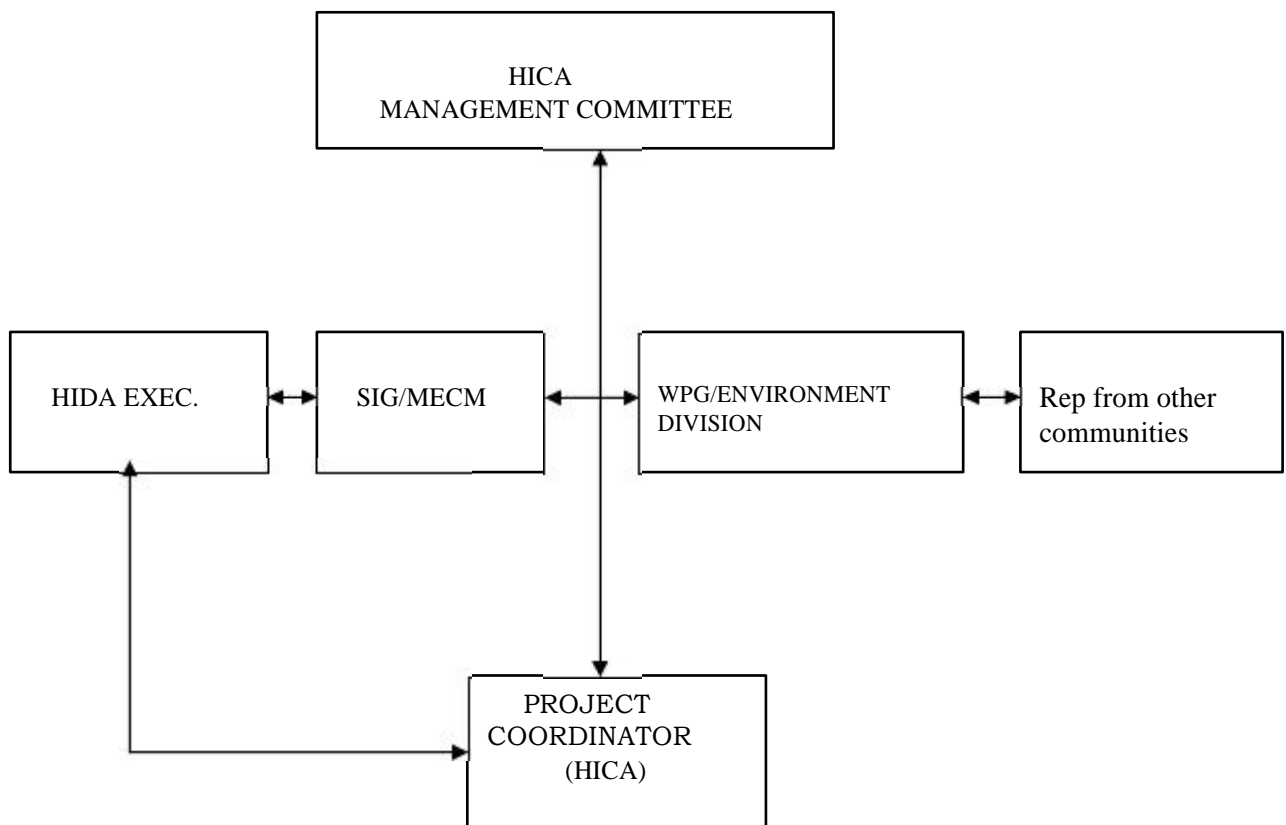 HICA
MANAGEMENT COMMITTEE
HIDA EXEC.
SIG/MECM
WPG/ENVIRONMENT
DIVISION
Rep from other
communities
PROJECT
COORDINATOR
(HICA)